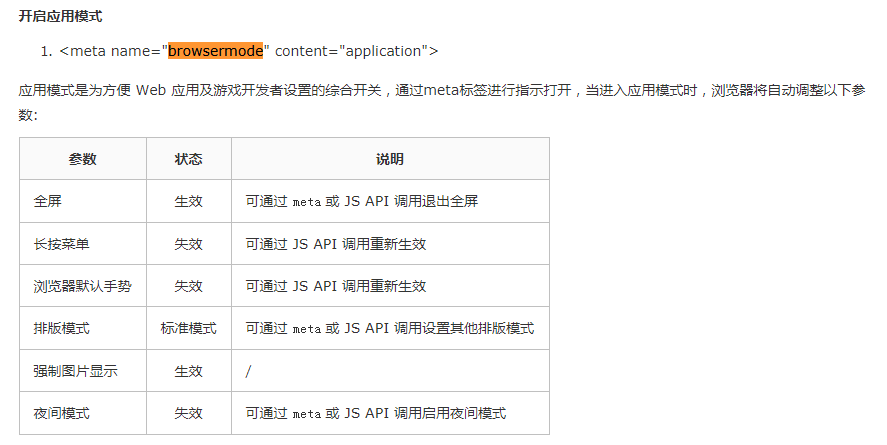 开启应用模式
1. <meta name="browsermode" content="application">
应用模式是为方便 Web 应用及游戏开发者设置的综合开关，通过meta标签进行指示打开，当进入应用模式时，浏览器将自动调整以下参
数：
参数 状态 说明
全屏 生效 可通过 meta 或 JS API 调用退出全屏
长按菜单 失效 可通过 JS API 调用重新生效
浏览器默认手势 失效 可通过 JS API 调用重新生效
排版模式 标准模式 可通过 meta 或 JS API 调用设置其他排版模式
强制图片显示 生效 /
夜间模式 失效 可通过 meta 或 JS API 调用启用夜间模式